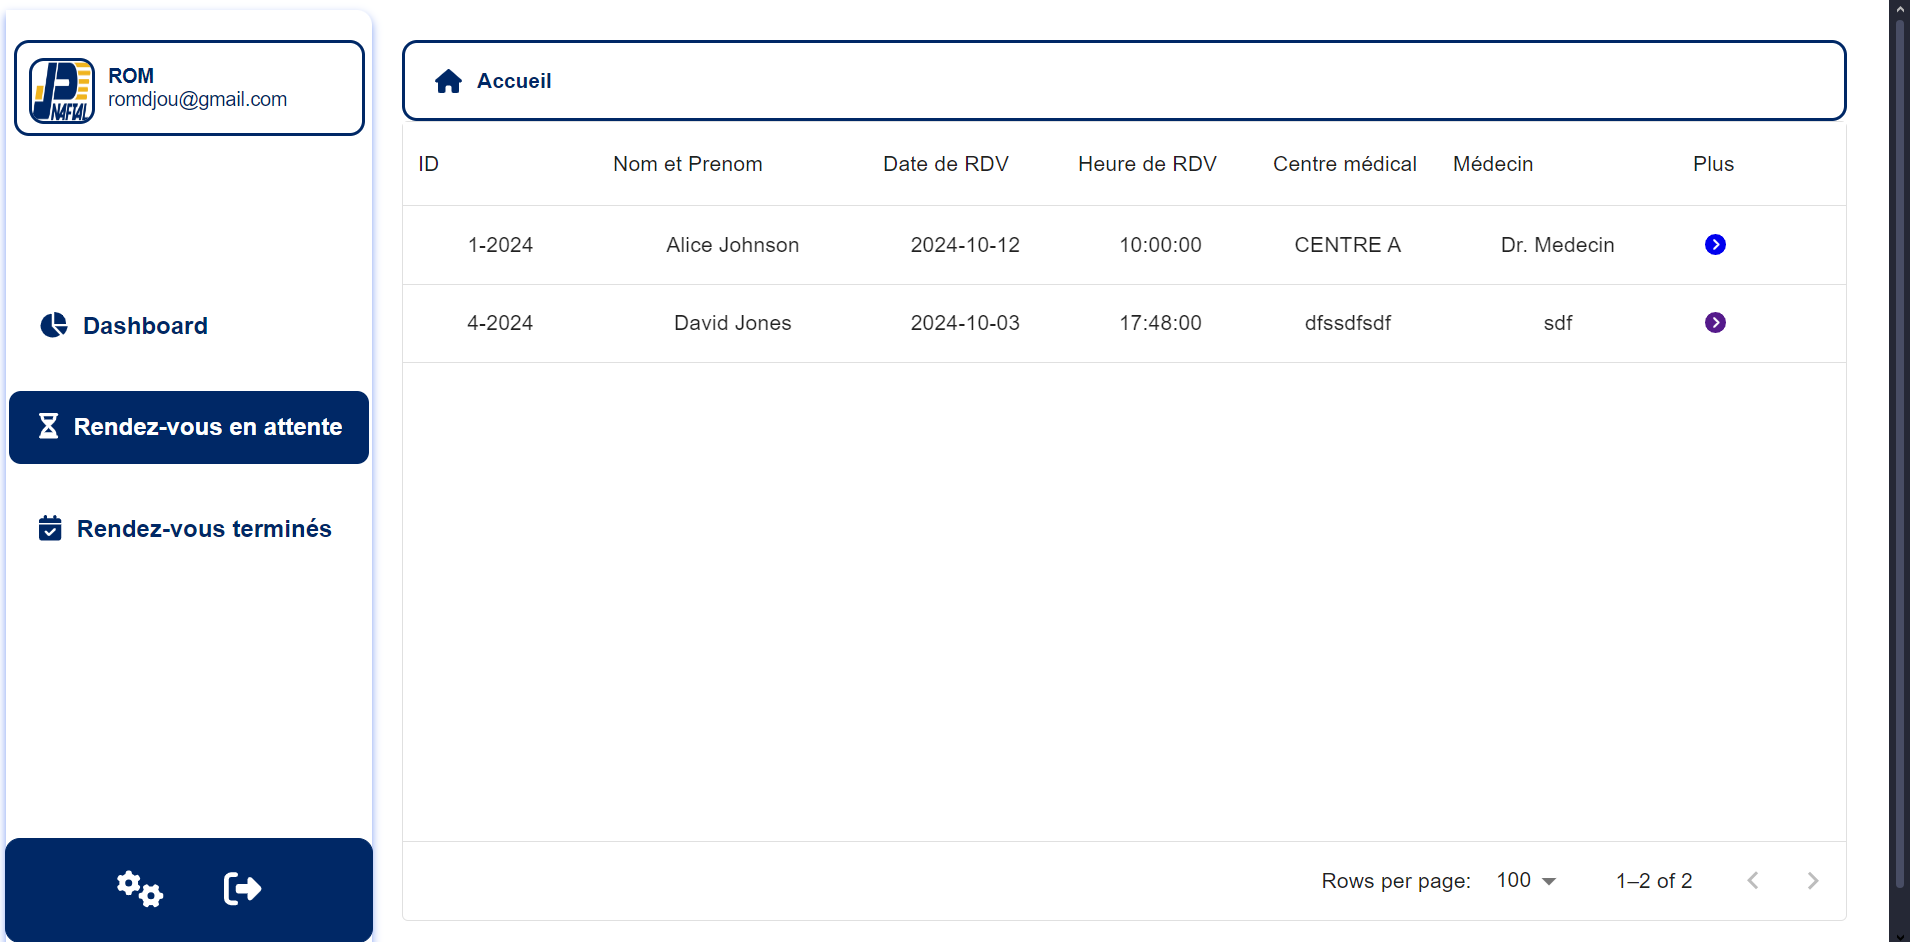 NAFTAL
ROM
romdjou@gmail.com
Dashboard
Rendez-vous en attente
Rendez-vous terminés
Accueil
ID Nom et Prenom Date de RDV Heure de RDV Centre médical Médecin Plus
1-2024 Alice Johnson 2024-10-12 10:00:00 CENTRE A Dr. Medecin
4-2024 David Jones 2024-10-03 17:48:00 dfssdfsdf sdf
Rows per page: 100 1–2 of 2